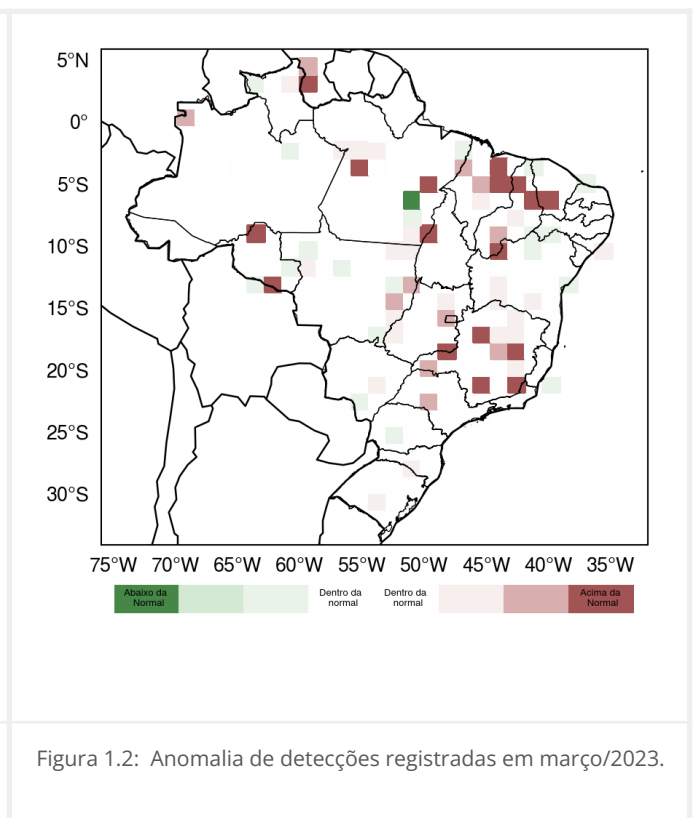 5°N
0°
5°S
10°S
15°S
20°S
25°S
30°S
75°W 70°W 65°W 60°W 55°W 50°W 45°W 40°W 35°W
Abaixo da Dentro da Dentro da Acima da
Normal normal normal Normal
Figura 1.2: Anomalia de detecções registradas em março/2023.